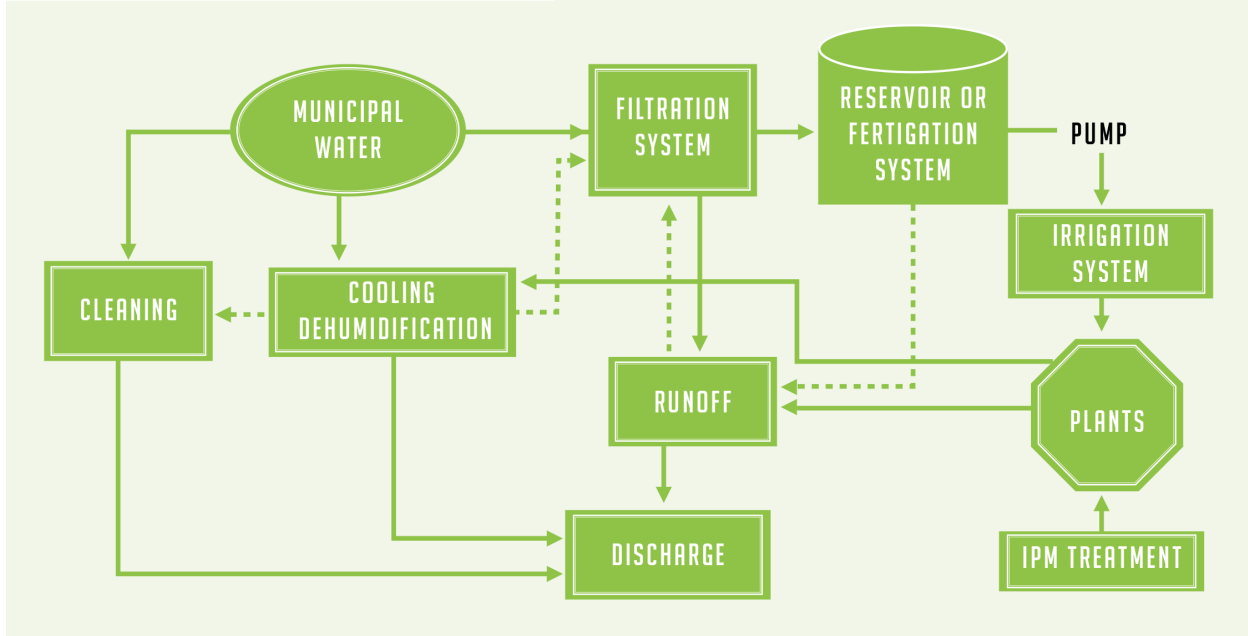 MUNICIPAL
WATER
FILTRATION
SYSTEM
RESERVOIR OR
FERTIGATION
SYSTEM
PUMP
IRRIGATION
SYSTEM
CLEANING
COOLING
DEHUMIDIFICATION
RUNOFF
PLANTS
DISCHARGE
IPM TREATMENT